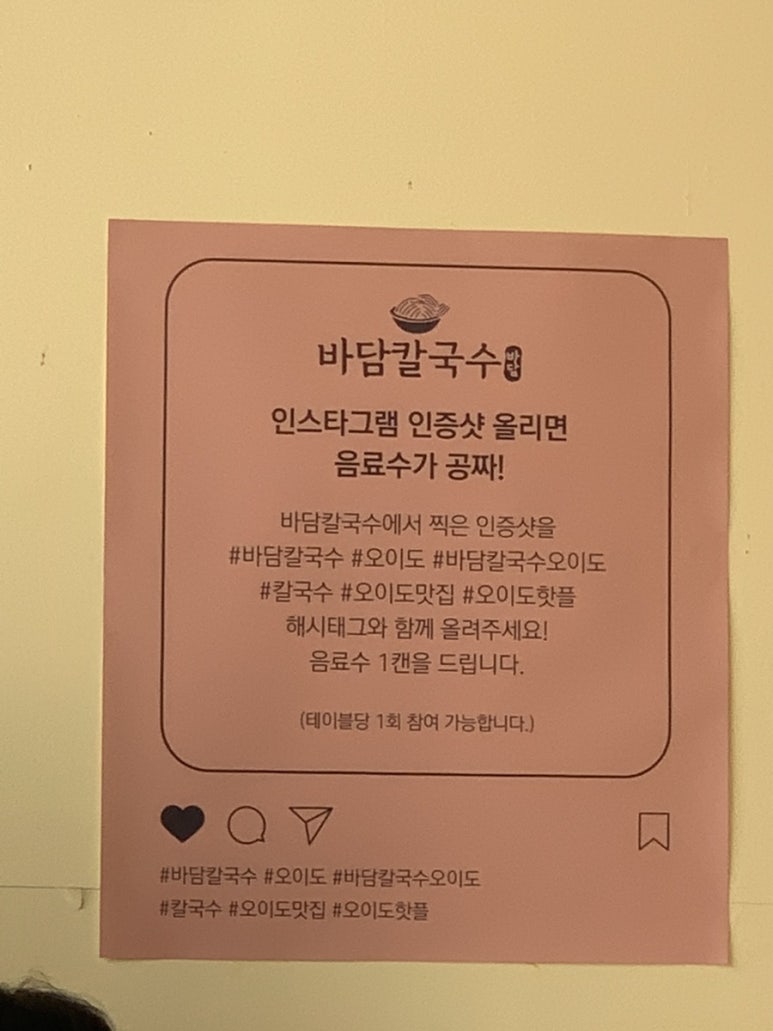 바담칼국수 바담
인스타그램 인증샷 올리면
음료수가 공짜!
바담칼국수에서 찍은 인증샷을
#바담칼국수 #오이도 #바담칼국수오이도
#칼국수 #오이도맛집 #오이도핫플
해시태그와 함께 올려주세요!
음료수 1캔을 드립니다.
(테이블당 1회 참여 가능합니다.)
#바담칼국수 #오이도 #바담칼국수오이도
#칼국수 #오이도맛집 #오이도핫플